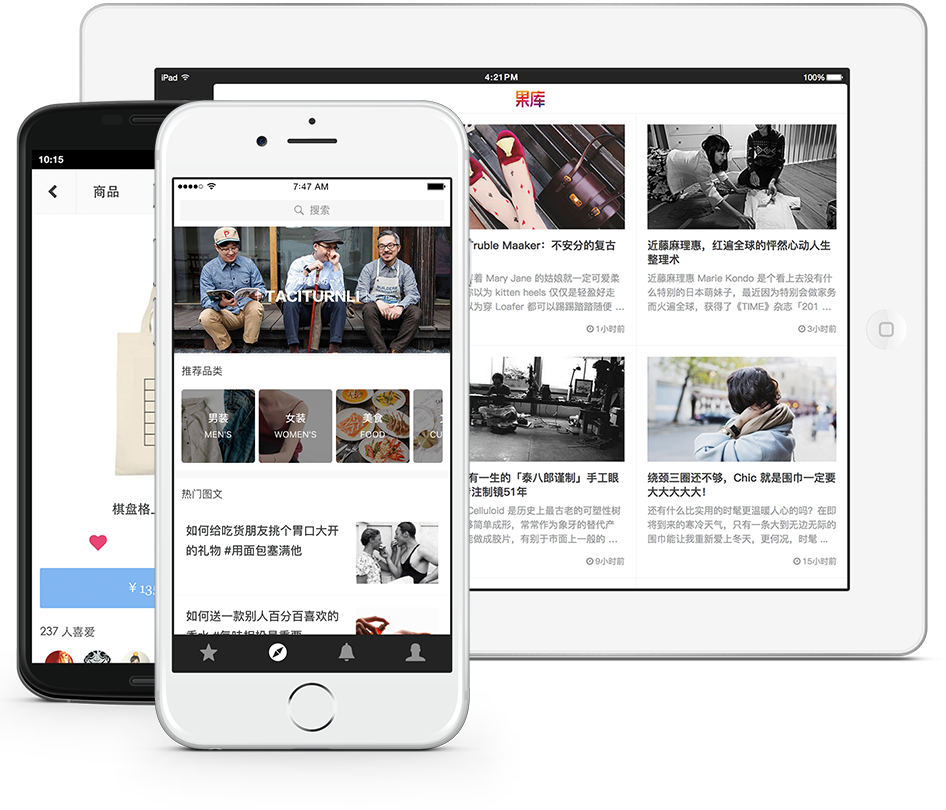 iPad
4:21PM
100%
果库
ruble Maaker：不安分的复古
着 Mary Jane 的姑娘就一定可爱柔
你以为 kitten heels 仅仅是轻盈好走
以为穿 Loafer 都可以踢踢踏踏随便 ...
1小时前
近藤麻理惠，红遍全球的怦然心动人生
整理术
近藤麻理惠 Marie Kondo 是个看上去没有什
么特别的日本萌妹子，最近因为特别会做家务
而火遍全球，获得了《TIME》杂志「201 ...
3小时前
有一生的「泰八郎谨制」手工眼
注制镜51年
Celluloid 是历史上最古老的可塑性树
简单成形，常常作为象牙的替代产
能做成胶片，有别于市面上一般的 ...
9小时前
绕颈三圈还不够，Chic 就是围巾一定要
大大大大大！
还有什么比实用的时髦更温暖人心的吗？在即
将到来的寒冷天气，只有一条大到无边无际的
围巾能让我重新爱上冬天，更何况，时髦 ...
15小时前
10:15
商品
棋盘格..
¥ 135
237 人喜爱
7:47 AM
搜索
TACITURNLI
推荐品类
男装
MEN'S
女装
WOMEN'S
美食
FOOD
CU
热门图文
如何给吃货朋友挑个胃口大开
的礼物 #用面包塞满他
如何送一款别人百分百喜欢的